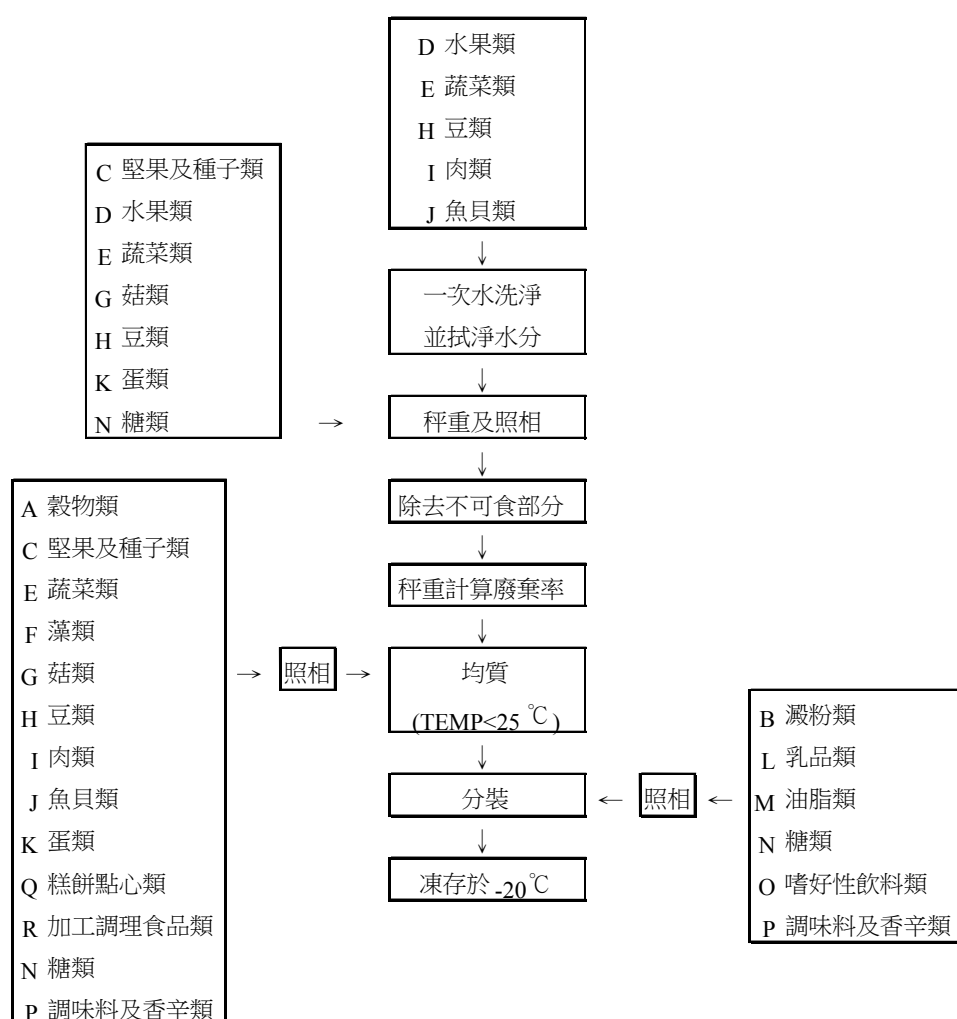 D 水果類
E 蔬菜類
H 豆類
I 肉類
J 魚貝類
↓
一次水洗淨
並拭淨水分
↓
C 堅果及種子類
D 水果類
E 蔬菜類
G 菇類
H 豆類
K 蛋類
N 糖類
→
秤重及照相
↓
除去不可食部分
↓
秤重計算廢棄率
↓
A 穀物類
C 堅果及種子類
E 蔬菜類
F 藻類
G 菇類
H 豆類
I 肉類
J 魚貝類
K 蛋類
Q 糕餅點心類
R 加工調理食品類
N 糖類
P 調味料及香辛類
→ 照相 →
均質
(TEMP<25 ℃)
↓
分裝
← 照相 ←
B 澱粉類
L 乳品類
M 油脂類
N 糖類
O 嗜好性飲料類
P 調味料及香辛類
↓
凍存於 -20℃